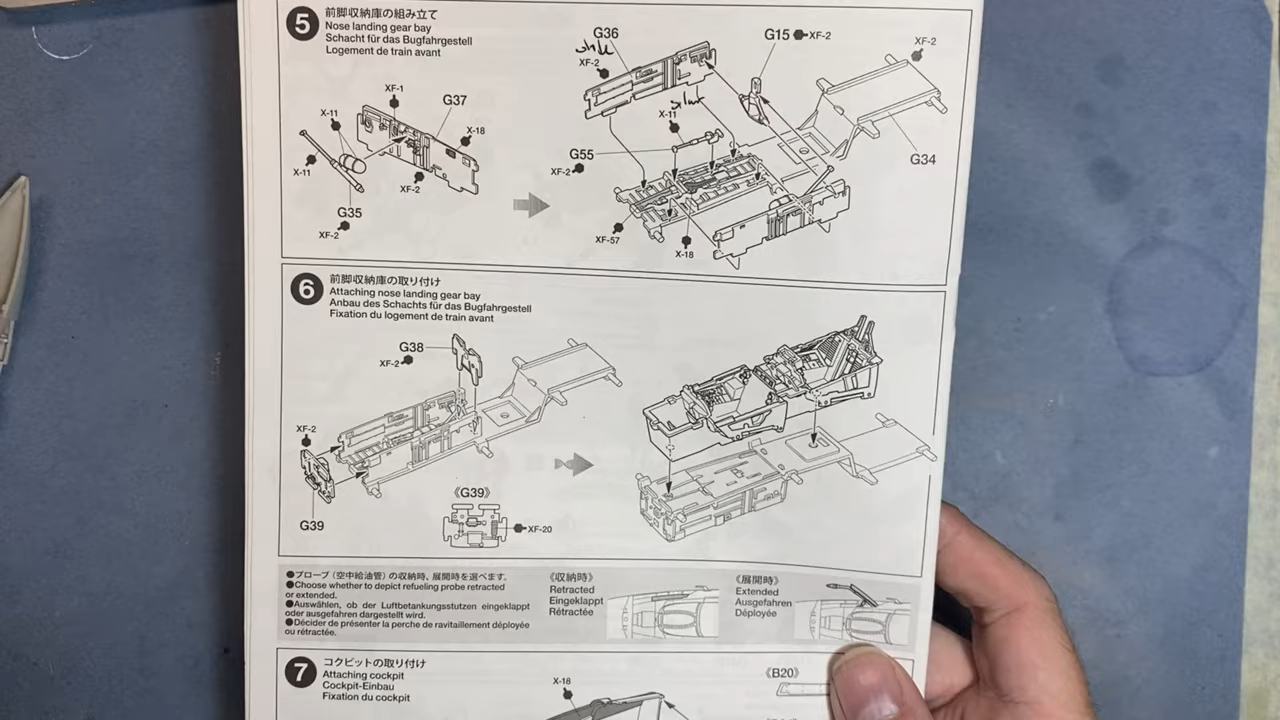 5
前脚収納庫の組み立て
Nose landing gear bay
Schacht für das Bugfahrgestell
Logement de train avant
XF-1
G37
X-11
X-18
X-11
XF-2
G35
XF-2
G36
XF-2
G15 XF-2
XF-2
X-11
G55
XF-2
G34
XF-57
X-18
6
前脚収納庫の取り付け
Attaching nose landing gear bay
Anbau des Schachts für das Bugfahrgestell
Fixation du logement de train avant
G38
XF-2
XF-2
G39
《G39》
XF-20
●プローブ（空中給油管）の収納時、展開時を選べます。
●Choose whether to depict refueling probe retracted
or extended.
●Auswählen, ob der Luftbetankungsstutzen eingeklappt
oder ausgefahren dargestellt wird.
●Décider de présenter la perche de ravitaillement déployée
ou rétractée.
《収納時》
Retracted
Eingeklappt
Rétractée
《展開時》
Extended
Ausgefahren
Déployée
7
コクピットの取り付け
Attaching cockpit
Cockpit-Einbau
Fixation du cockpit
X-18
《B20》